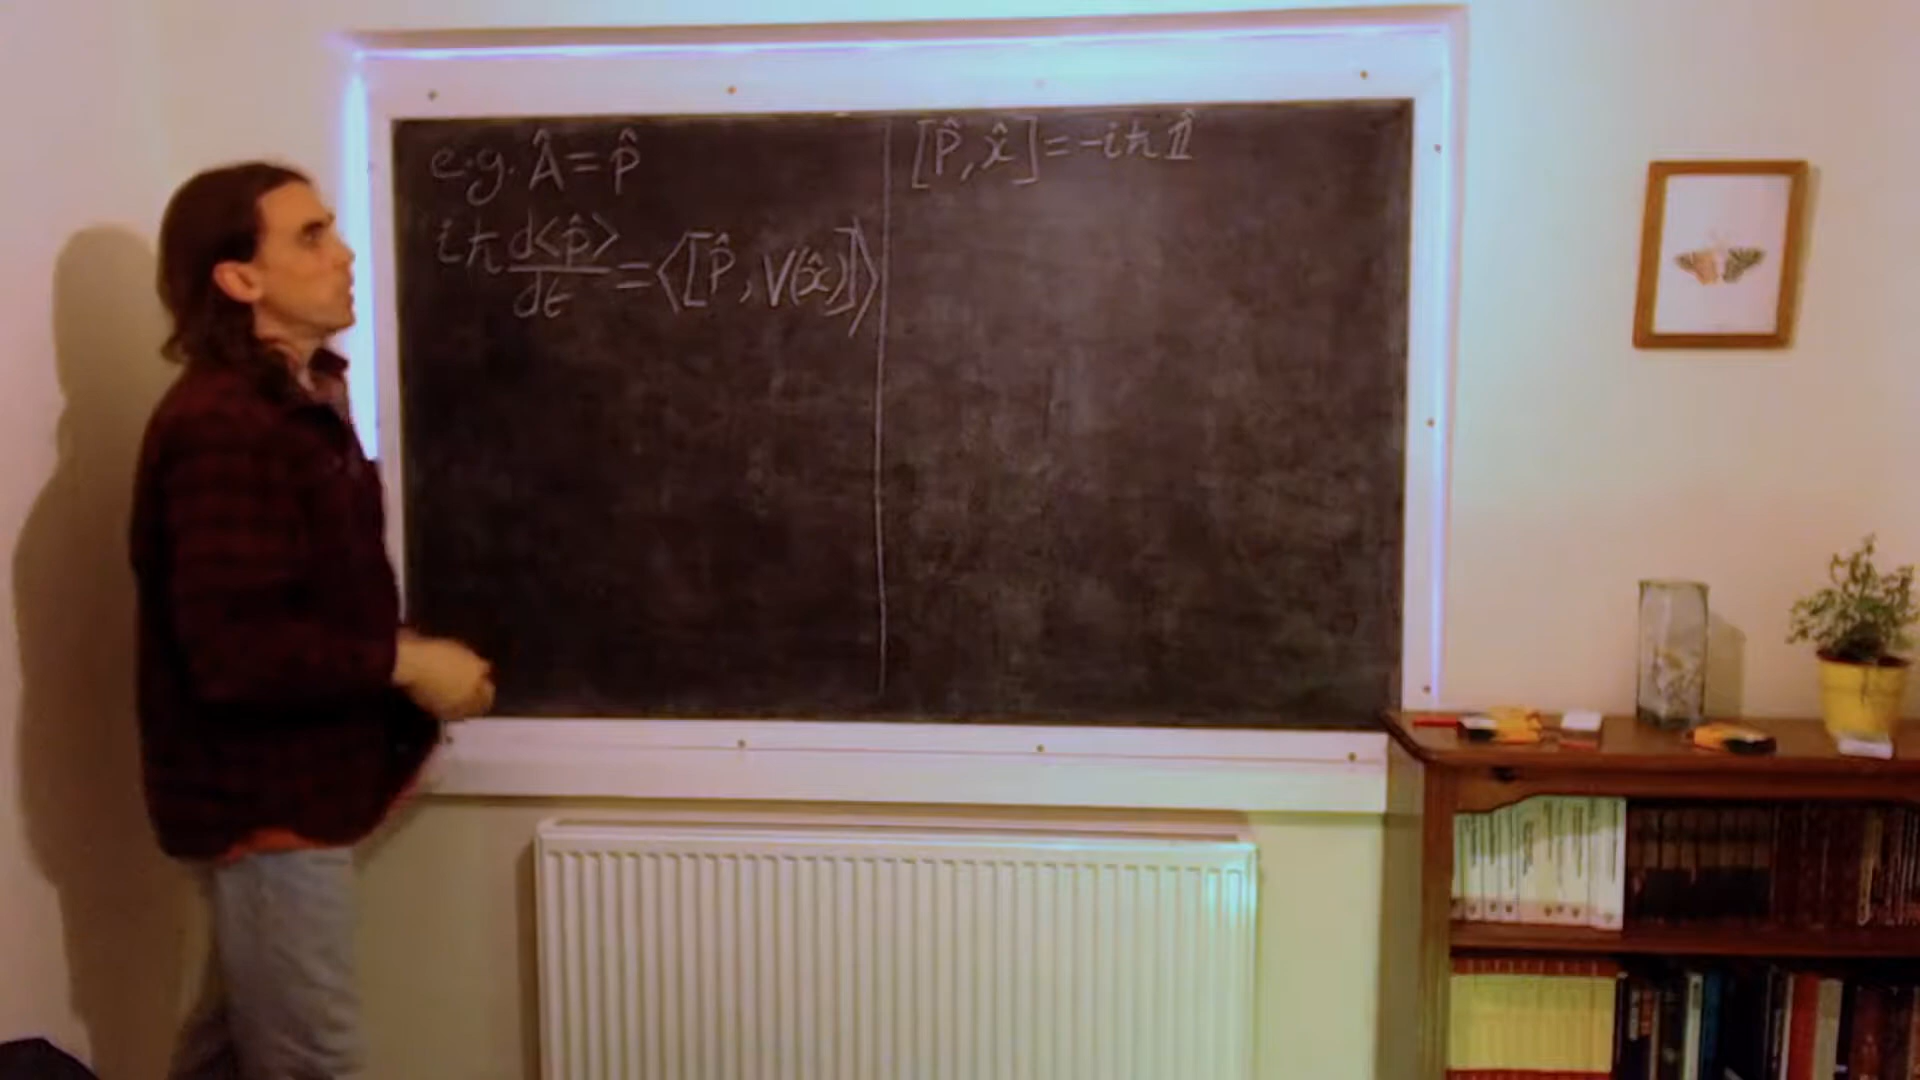 e.g. Â = p̂
iħ d<p̂>/dt = ⟨[p̂, V(x̂)]⟩
[p̂, x̂] = -iħ 𝟙̂